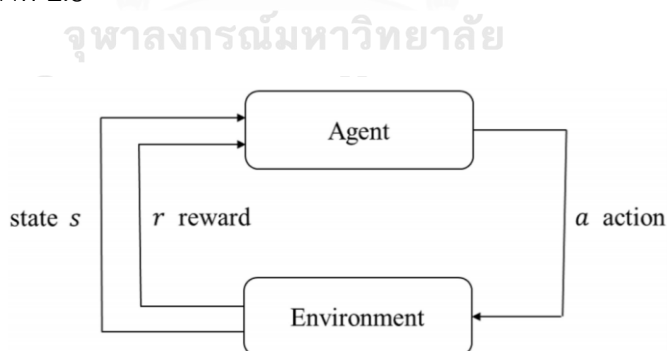 จุฬาลงกรณ์มหาวิทยาลัย
Agent
state s
r reward
a action
Environment